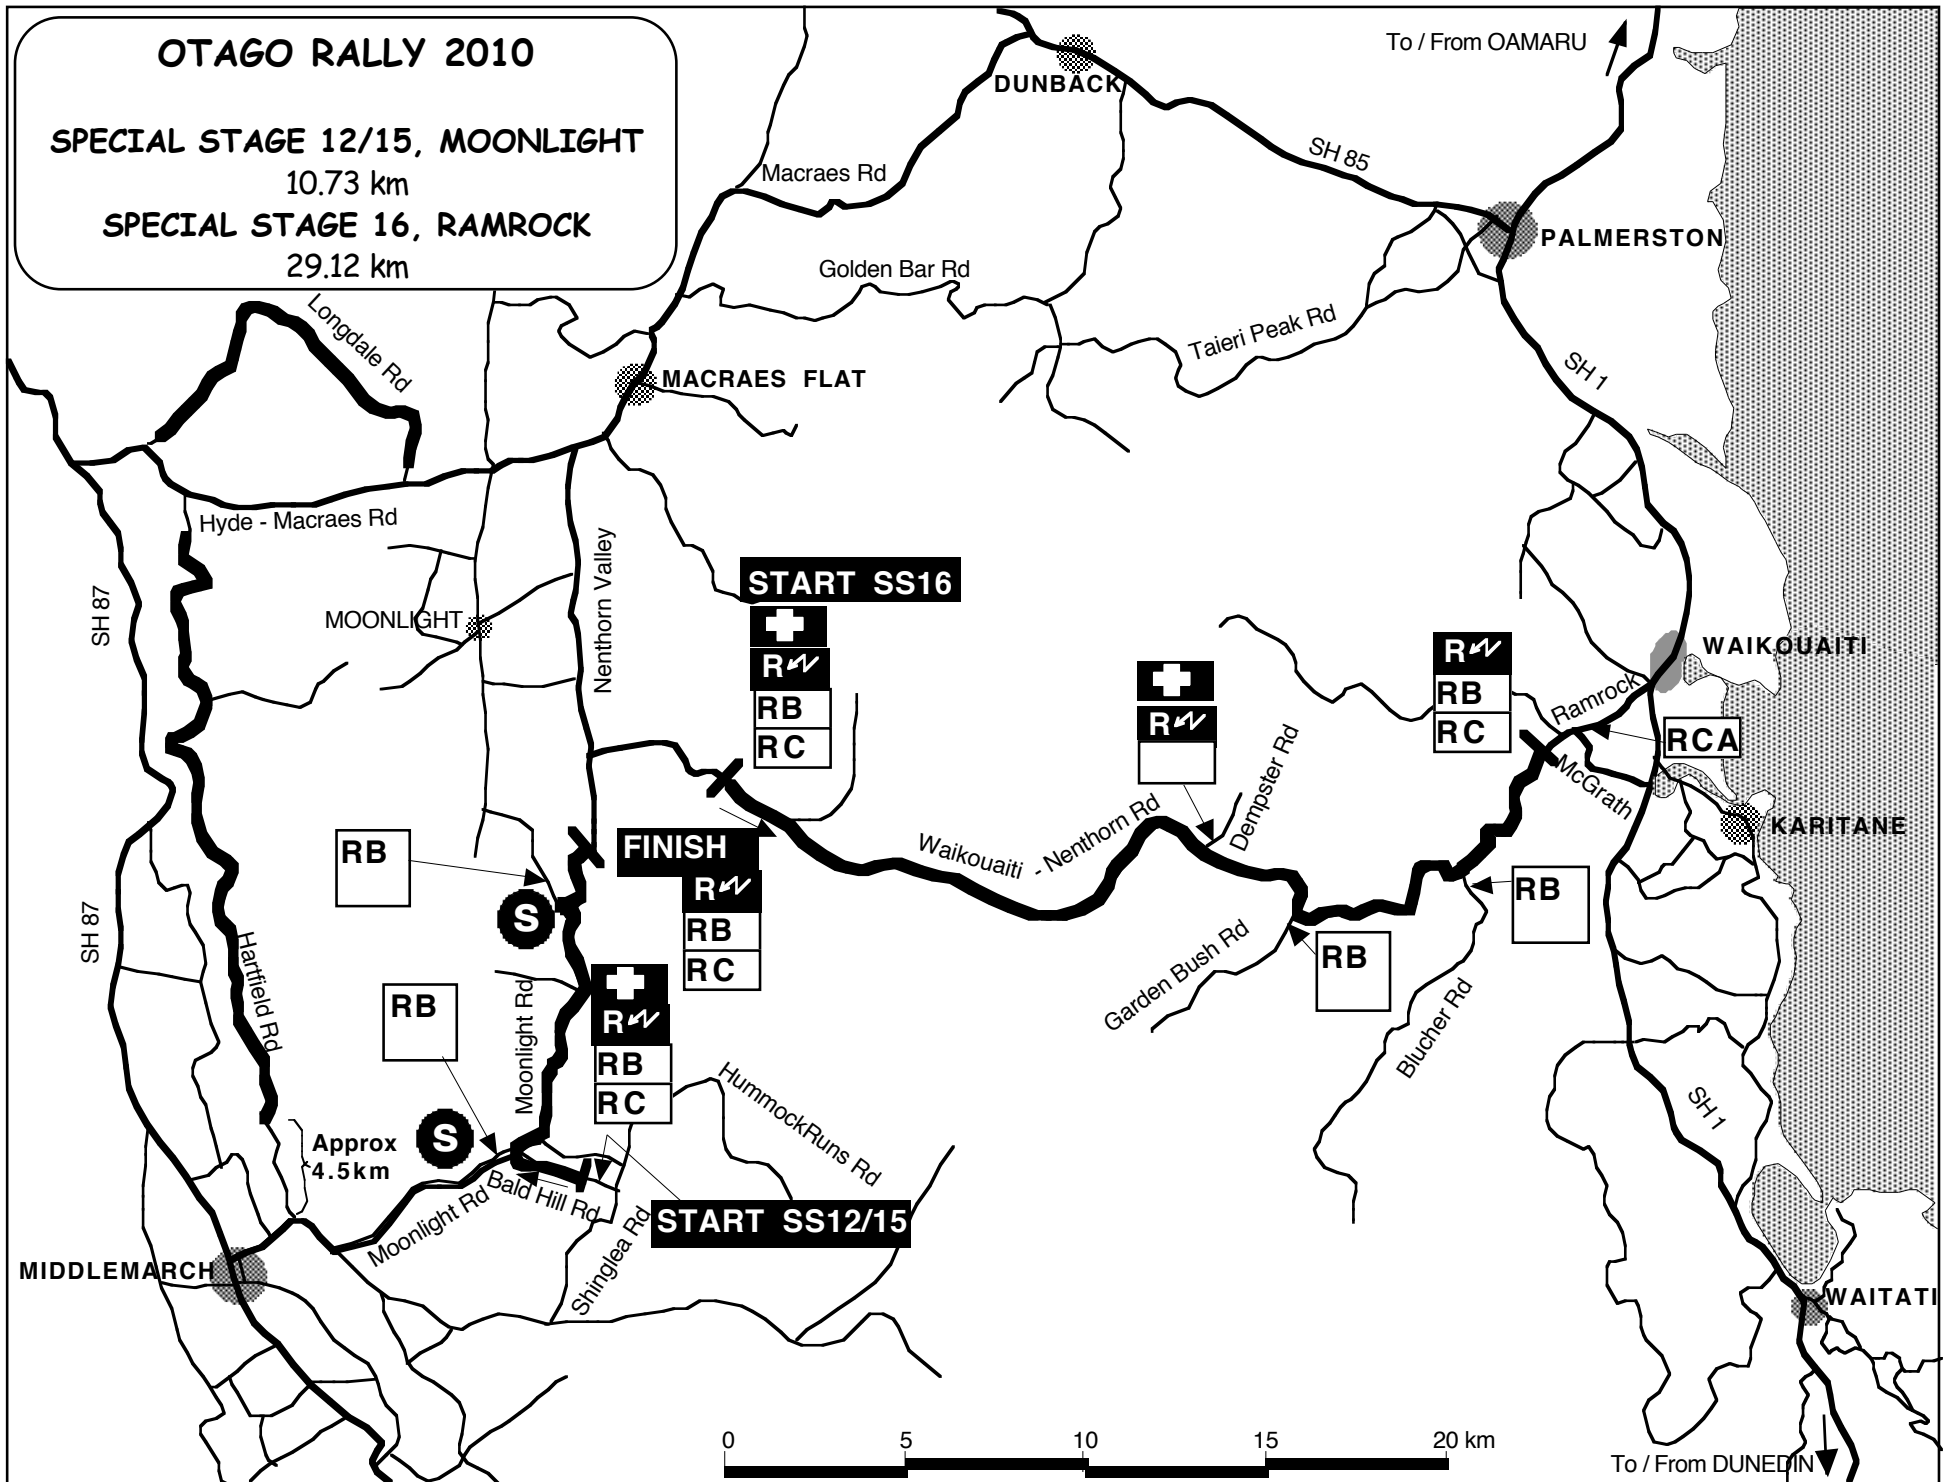 OTAGO RALLY 2010
SPECIAL STAGE 12/15, MOONLIGHT
10.73 km
SPECIAL STAGE 16, RAMROCK
29.12 km
To / From OAMARU
DUNBACK
SH 85
Macraes Rd
PALMERSTON
Golden Bar Rd
Taieri Peak Rd
Longdale Rd
SH 1
MACRAES FLAT
Hyde - Macraes Rd
SH 87
Nenthorn Valley
START SS16
R
RB
RC
MOONLIGHT
R
R
RB
RC
WAIKOUAITI
Ramrock
RCA
McGrath
KARITANE
Dempster Rd
Waikouaiti - Nenthorn Rd
FINISH
R
RB
RC
RB
S
RB
RB
SH 87
Hartfield Rd
Garden Bush Rd
Blucher Rd
R
RB
RC
RB
Moonlight Rd
S
HummockRuns Rd
SH 1
Approx
4.5km
Bald Hill Rd
Moonlight Rd
START SS12/15
Shinglea Rd
MIDDLEMARCH
WAITATI
0 5 10 15 20 km
To / From DUNEDIN